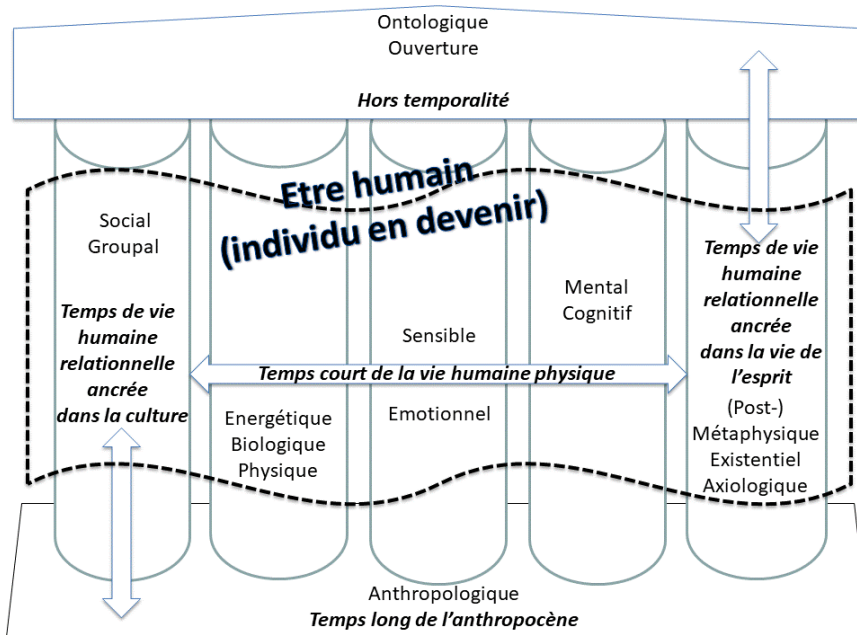 Ontologique
Ouverture
Hors temporalité
Etre humain
(individu en devenir)
Social
Groupal
Temps de vie
humaine
relationnelle
ancrée
dans la culture
Energétique
Biologique
Physique
Sensible
Temps court de la vie humaine physique
Emotionnel
Mental
Cognitif
Temps de vie
humaine
relationnelle
ancrée
dans la vie de
l’esprit
(Post-)
Métaphysique
Existentiel
Axiologique
Anthropologique
Temps long de l’anthropocène